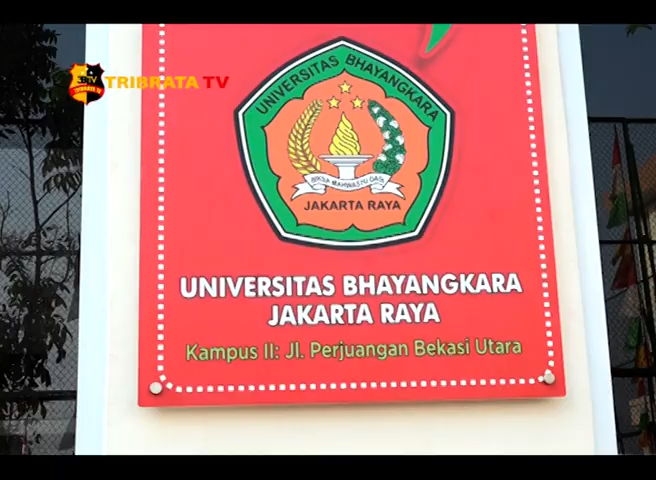 TRIBRATA TV
UNIVERSITAS BHAYANGKARA
JAKARTA RAYA
UNIVERSITAS BHAYANGKARA
JAKARTA RAYA
Kampus II: Jl. Perjuangan Bekasi Utara